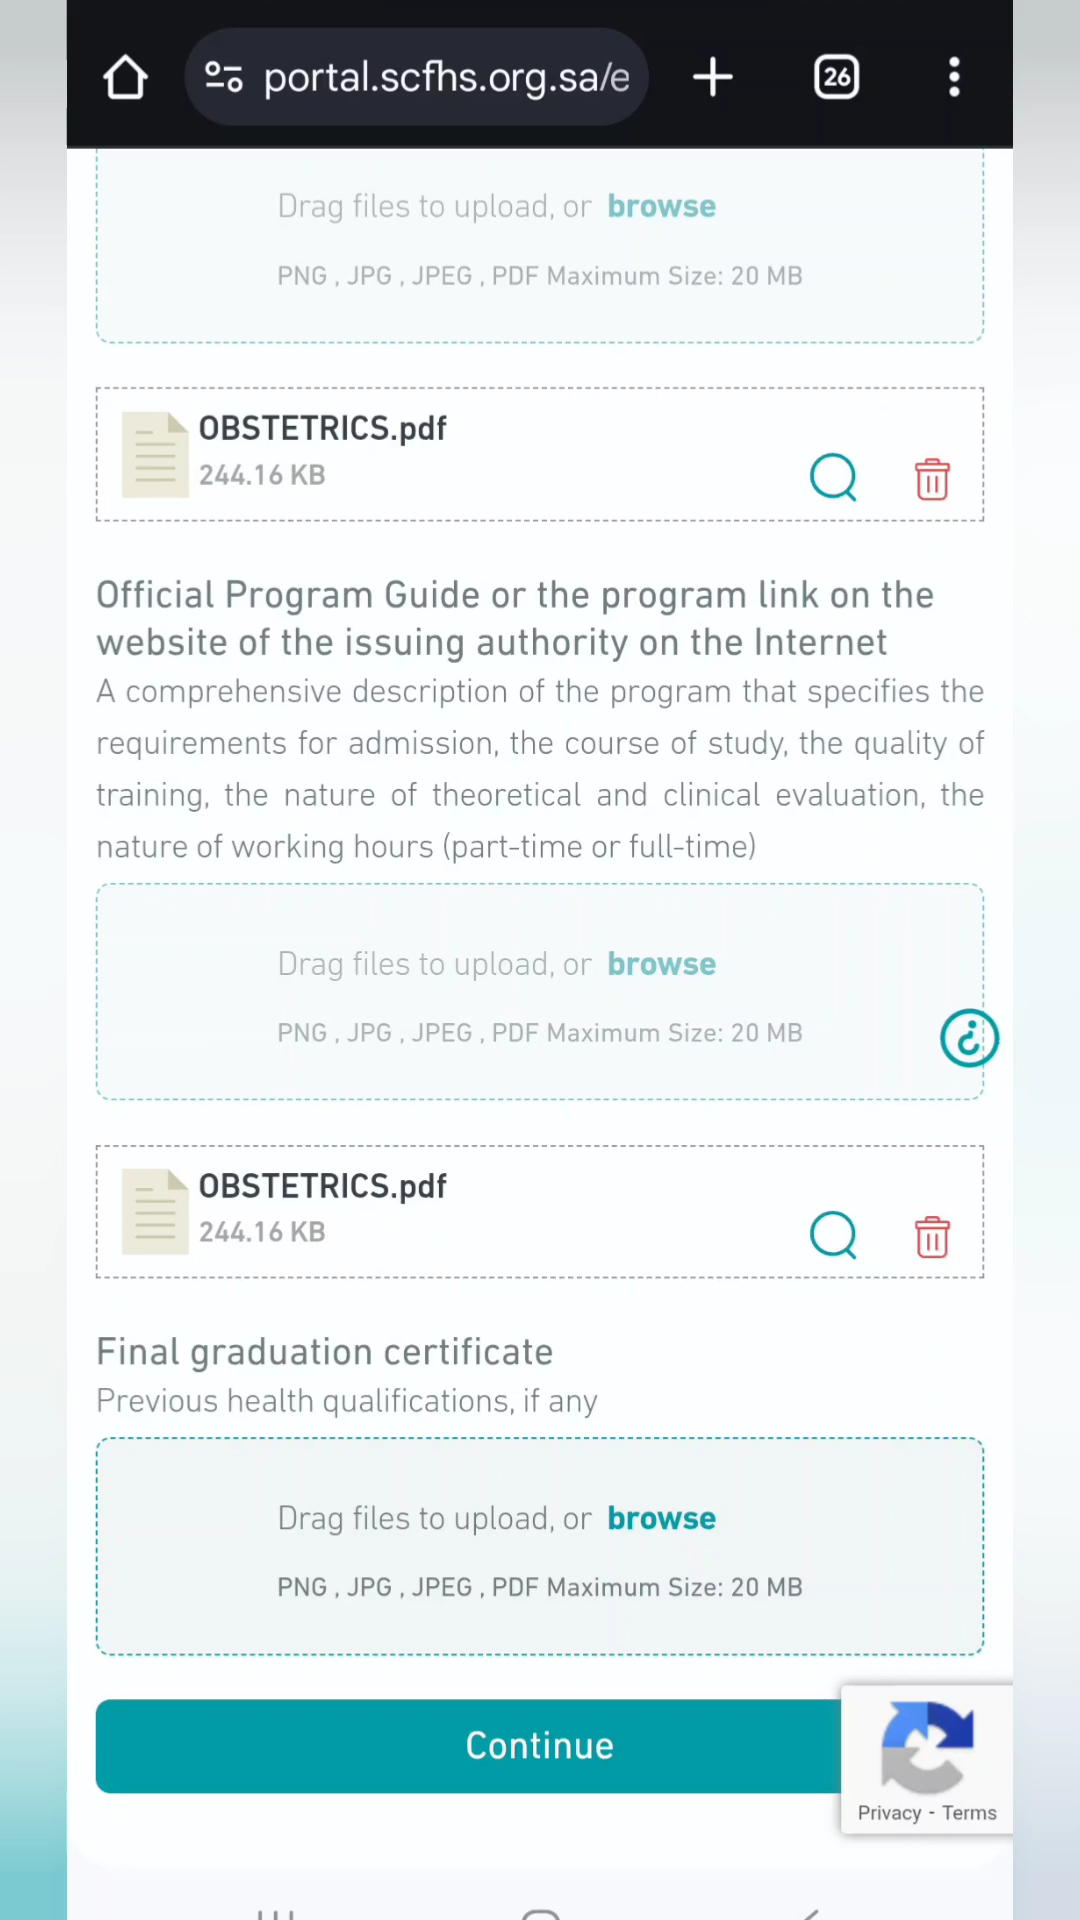 portal.scfhs.org.sa/e
26
Drag files to upload, or browse
PNG , JPG , JPEG , PDF Maximum Size: 20 MB
OBSTETRICS.pdf
244.16 KB
Official Program Guide or the program link on the
website of the issuing authority on the Internet
A comprehensive description of the program that specifies the
requirements for admission, the course of study, the quality of
training, the nature of theoretical and clinical evaluation, the
nature of working hours (part-time or full-time)
Drag files to upload, or browse
PNG , JPG , JPEG , PDF Maximum Size: 20 MB
OBSTETRICS.pdf
244.16 KB
Final graduation certificate
Previous health qualifications, if any
Drag files to upload, or browse
PNG , JPG , JPEG , PDF Maximum Size: 20 MB
Continue
Privacy - Terms